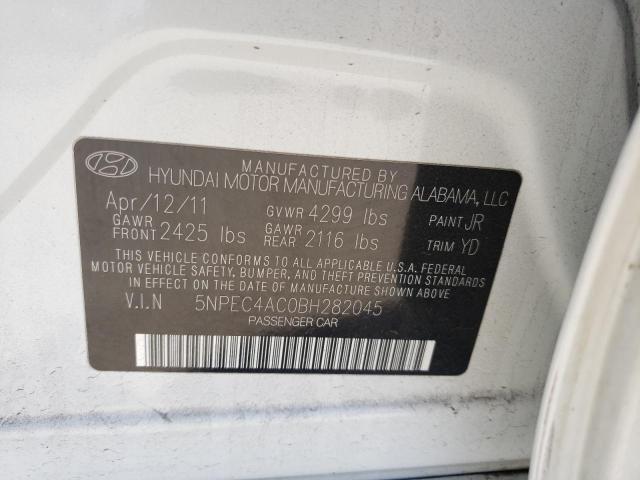 MANUFACTURED BY
HYUNDAI MOTOR MANUFACTURING ALABAMA, LLC
Apr/12/11 GVWR 4299 lbs PAINT JR
GAWR FRONT 2425 lbs GAWR REAR 2116 lbs TRIM YD
THIS VEHICLE CONFORMS TO ALL APPLICABLE U.S.A. FEDERAL
MOTOR VEHICLE SAFETY, BUMPER, AND THEFT PREVENTION STANDARDS
IN EFFECT ON THE DATE OF MANUFACTURE SHOWN ABOVE.
V.I.N 5NPEC4AC0BH282045
PASSENGER CAR